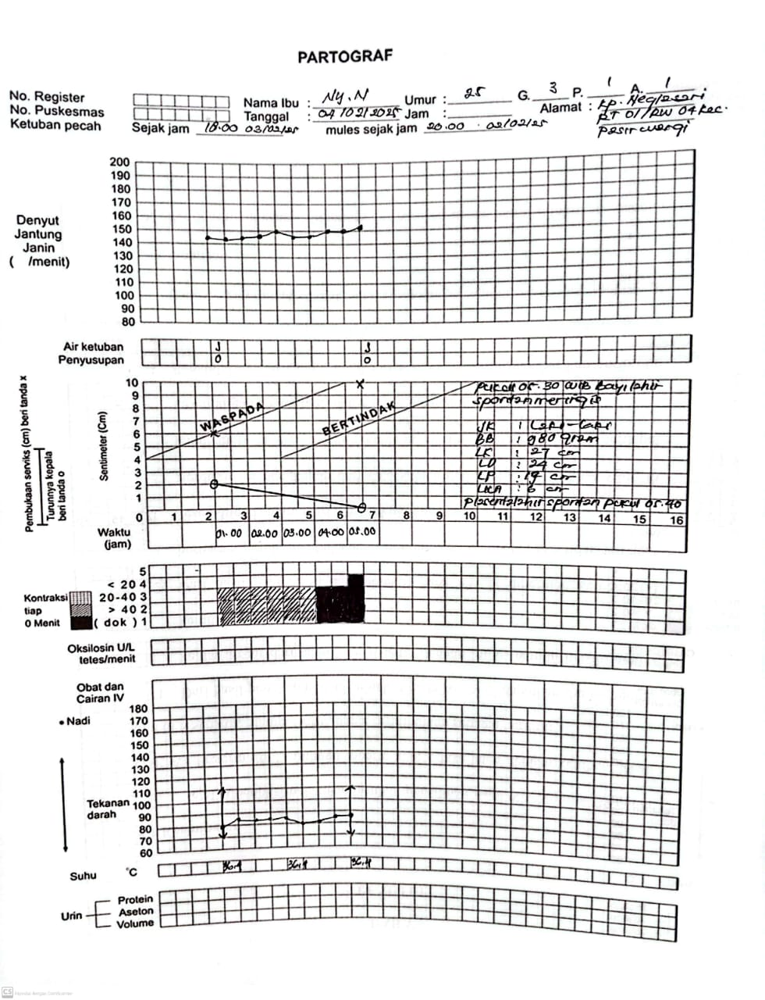 PARTOGRAF
No. Register
No. Puskesmas
Ketuban pecah Sejak jam 18.00 03/02/25 mules sejak jam 20.00 . 02/02/25
Nama Ibu : Ny. N Umur : 25 G. 3 P. 1 A. 1
Tanggal : 04/02/2025 Jam : Alamat : Kp. Neglasari
RT 01/RW 04 Kec.
Pasirwangi
200
190
180
170
160
150
140
130
120
110
100
90
80
Denyut
Jantung
Janin
( /menit)
Air ketuban J J
Penyusupan 0 0
Pembukaan serviks (cm) beri tanda x
Turunnya kepala
beri tanda o
Sentimeter (Cm)
10
9
8
7
6
5
4
3
2
1
0
WASPADA
BERTINDAK
Pukul 05.30 WIB Bayi lahir
spontan meringis
JK : Laki-laki
BB : 980 gram
LK : 27 cm
LD : 24 cm
LP : 19 cm
LILA : 6 cm
Plasenta lahir spontan pukul 05.40
1 2 3 4 5 6 7 8 9 10 11 12 13 14 15 16
Waktu
(jam)
01.00 02.00 03.00 04.00 05.00
Kontraksi
tiap
0 Menit
5
< 20 4
20-40 3
> 40 2
( dok ) 1
Oksilosin U/L
tetes/menit
Obat dan
Cairan IV
• Nadi
Tekanan
darah
180
170
160
150
140
130
120
110
100
90
80
70
60
Suhu °C 36,4 36,4 36,4
Urin
Protein
Aseton
Volume
CS